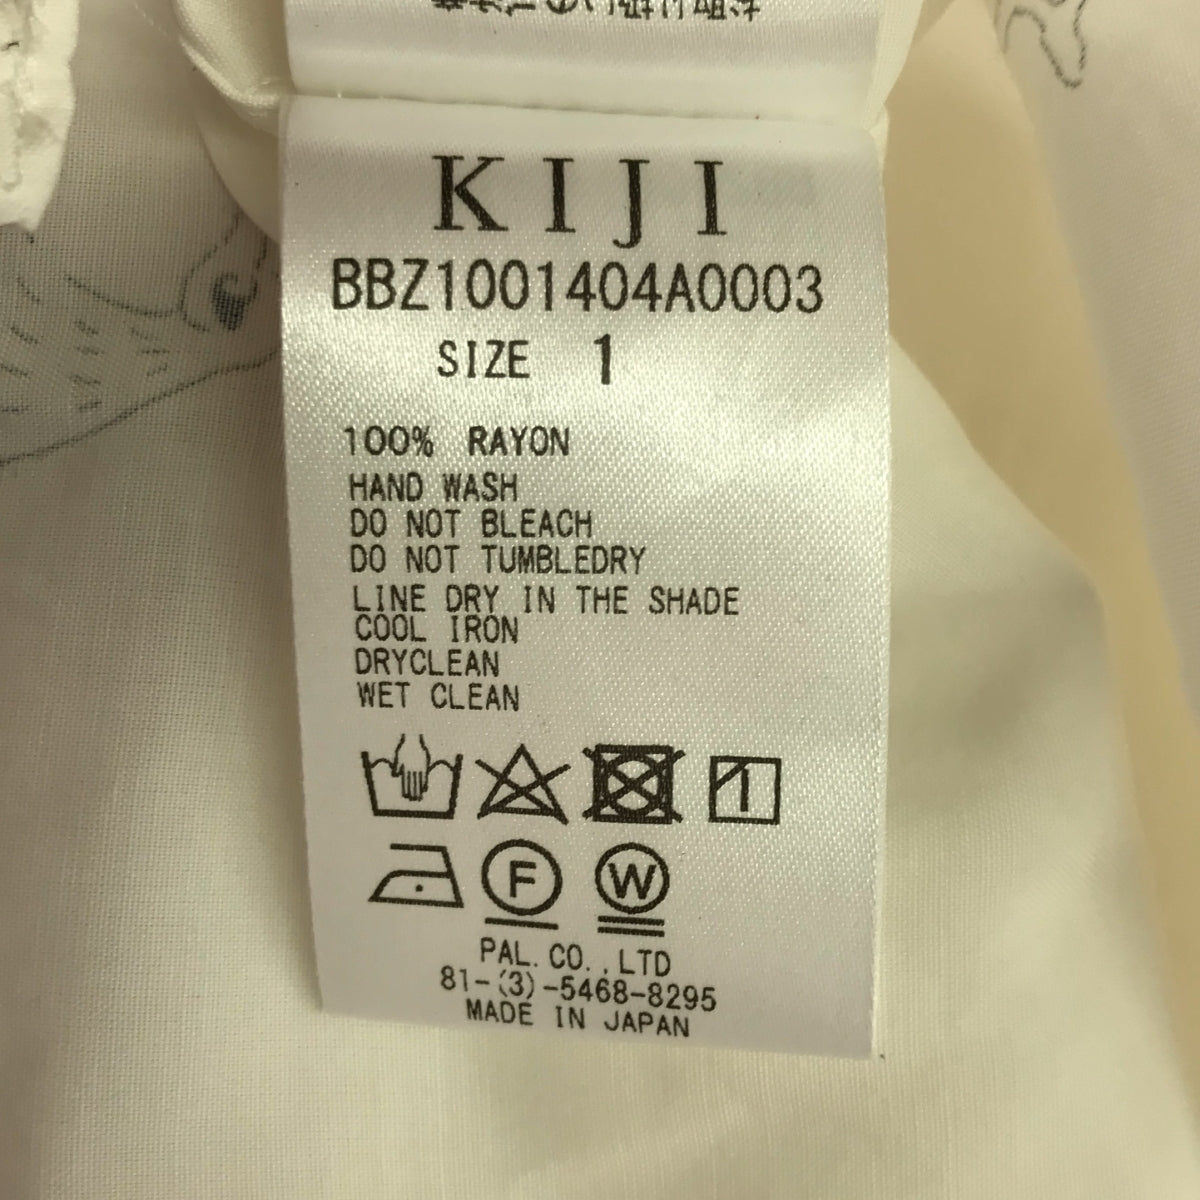 KIJI
BBZ1001404A0003
SIZE 1
100% RAYON
HAND WASH
DO NOT BLEACH
DO NOT TUMBLEDRY
LINE DRY IN THE SHADE
COOL IRON
DRYCLEAN
WET CLEAN
F W
PAL.CO.,LTD
81-(3)-5468-8295
MADE IN JAPAN